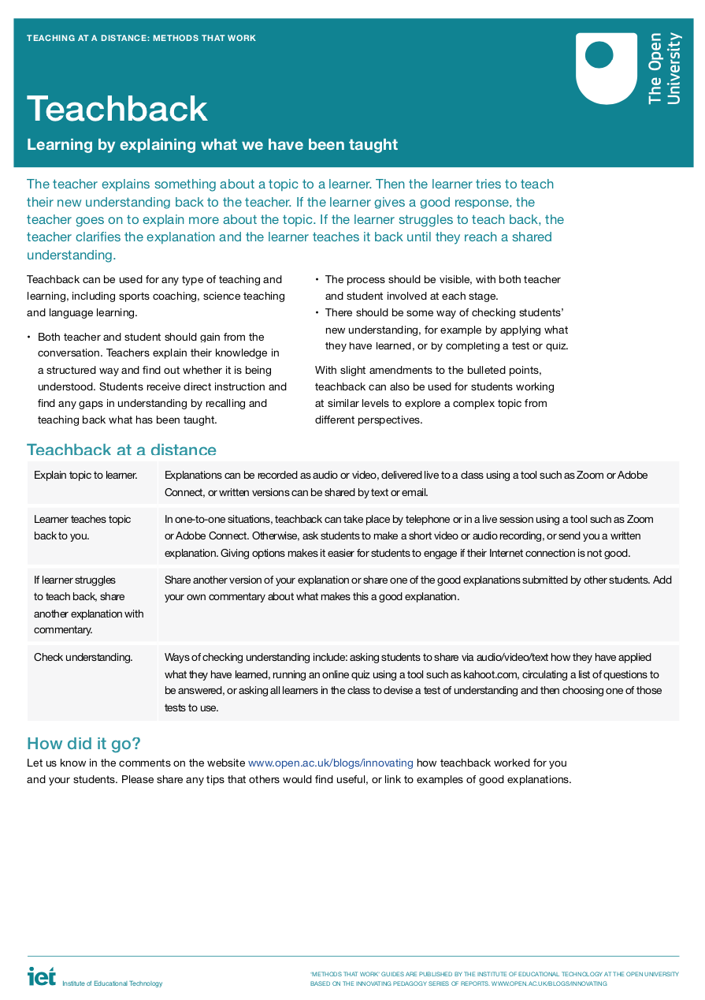 TEACHING AT A DISTANCE: METHODS THAT WORK
The Open
University
Teachback
Learning by explaining what we have been taught
The teacher explains something about a topic to a learner. Then the learner tries to teach
their new understanding back to the teacher. If the learner gives a good response, the
teacher goes on to explain more about the topic. If the learner struggles to teach back, the
teacher clarifies the explanation and the learner teaches it back until they reach a shared
understanding.
Teachback can be used for any type of teaching and
learning, including sports coaching, science teaching
and language learning.
• Both teacher and student should gain from the
conversation. Teachers explain their knowledge in
a structured way and find out whether it is being
understood. Students receive direct instruction and
find any gaps in understanding by recalling and
teaching back what has been taught.
• The process should be visible, with both teacher
and student involved at each stage.
• There should be some way of checking students’
new understanding, for example by applying what
they have learned, or by completing a test or quiz.
With slight amendments to the bulleted points,
teachback can also be used for students working
at similar levels to explore a complex topic from
different perspectives.
Teachback at a distance
Explain topic to learner.
Explanations can be recorded as audio or video, delivered live to a class using a tool such as Zoom or Adobe
Connect, or written versions can be shared by text or email.
Learner teaches topic
back to you.
In one-to-one situations, teachback can take place by telephone or in a live session using a tool such as Zoom
or Adobe Connect. Otherwise, ask students to make a short video or audio recording, or send you a written
explanation. Giving options makes it easier for students to engage if their Internet connection is not good.
If learner struggles
to teach back, share
another explanation with
commentary.
Share another version of your explanation or share one of the good explanations submitted by other students. Add
your own commentary about what makes this a good explanation.
Check understanding.
Ways of checking understanding include: asking students to share via audio/video/text how they have applied
what they have learned, running an online quiz using a tool such as kahoot.com, circulating a list of questions to
be answered, or asking all learners in the class to devise a test of understanding and then choosing one of those
tests to use.
How did it go?
Let us know in the comments on the website www.open.ac.uk/blogs/innovating how teachback worked for you
and your students. Please share any tips that others would find useful, or link to examples of good explanations.
iet Institute of Educational Technology
‘METHODS THAT WORK’ GUIDES ARE PUBLISHED BY THE INSTITUTE OF EDUCATIONAL TECHNOLOGY AT THE OPEN UNIVERSITY
BASED ON THE INNOVATING PEDAGOGY SERIES OF REPORTS. WWW.OPEN.AC.UK/BLOGS/INNOVATING